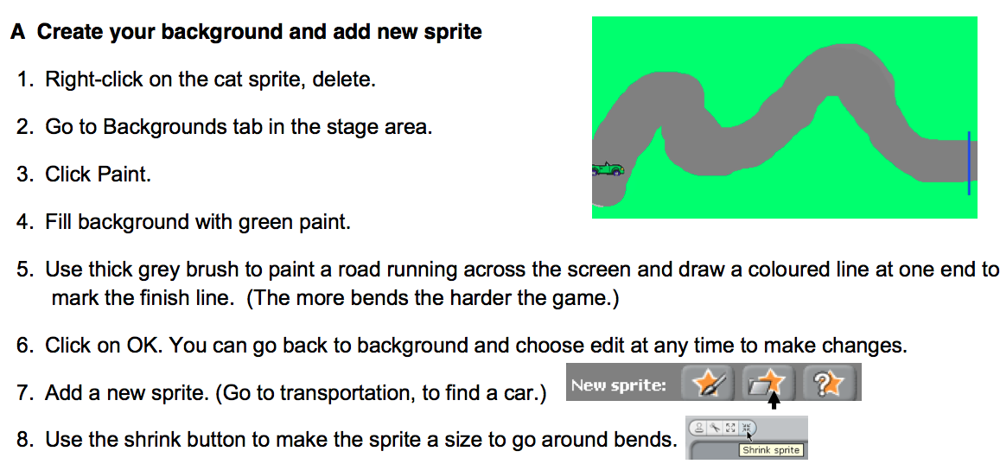 A Create your background and add new sprite
1. Right-click on the cat sprite, delete.
2. Go to Backgrounds tab in the stage area.
3. Click Paint.
4. Fill background with green paint.
5. Use thick grey brush to paint a road running across the screen and draw a coloured line at one end to
mark the finish line. (The more bends the harder the game.)
6. Click on OK. You can go back to background and choose edit at any time to make changes.
7. Add a new sprite. (Go to transportation, to find a car.) New sprite:
8. Use the shrink button to make the sprite a size to go around bends.
Shrink sprite